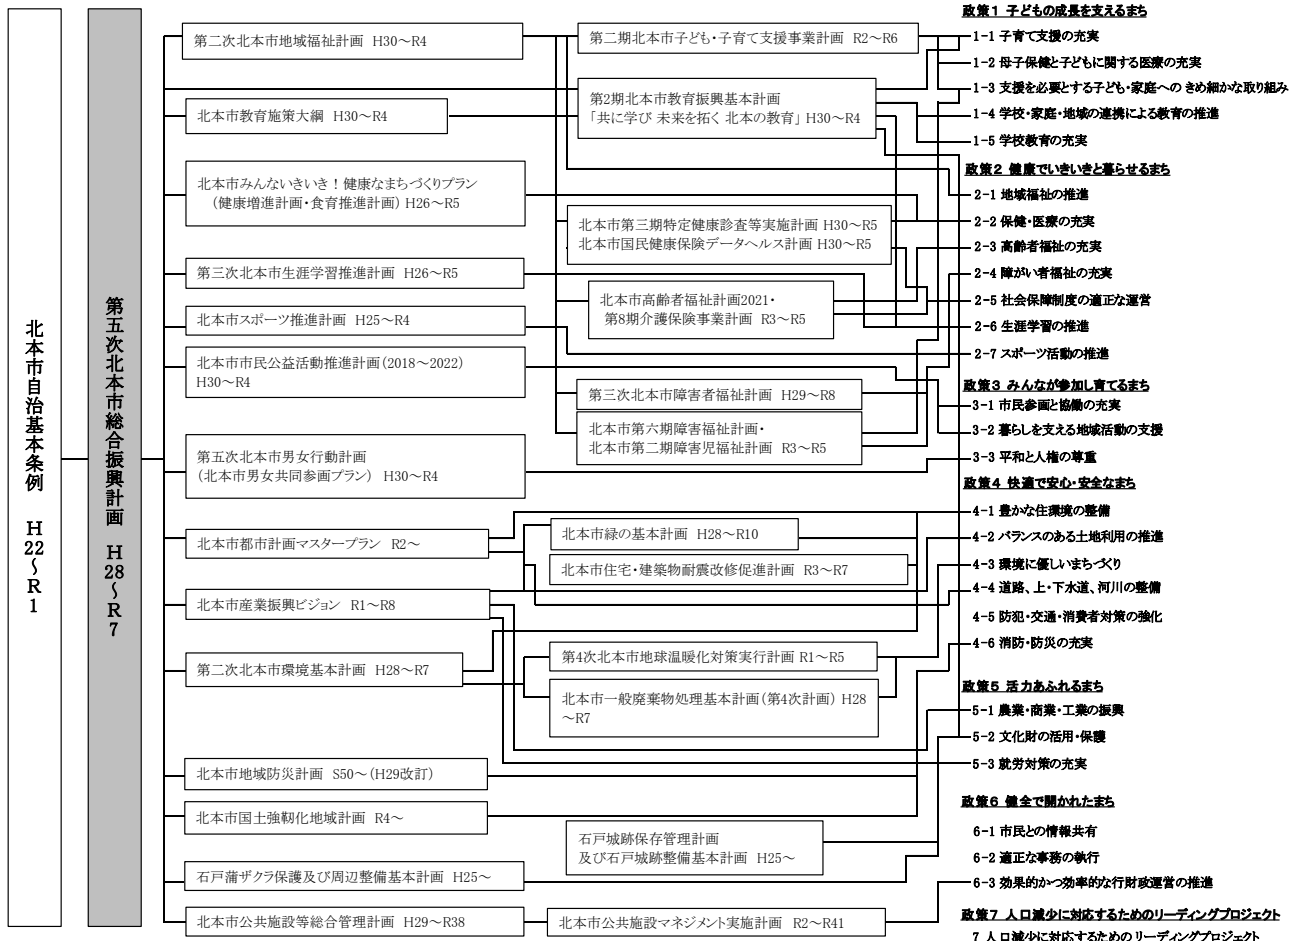 北本市自治基本条例 H22～R1
第五次北本市総合振興計画 H28～R7
第二次北本市地域福祉計画 H30～R4
北本市教育施策大綱 H30～R4
北本市みんないきいき！健康なまちづくりプラン
（健康増進計画・食育推進計画）H26～R5
第三次北本市生涯学習推進計画 H26～R5
北本市スポーツ推進計画 H25～R4
北本市市民公益活動推進計画（2018～2022）
H30～R4
第五次北本市男女行動計画
（北本市男女共同参画プラン） H30～R4
北本市都市計画マスタープラン R2～
北本市産業振興ビジョン R1～R8
第二次北本市環境基本計画 H28～R7
北本市地域防災計画 S50～（H29改訂）
北本市国土強靭化地域計画 R4～
石戸蒲ザクラ保護及び周辺整備基本計画 H25～
北本市公共施設等総合管理計画 H29～R38
第二期北本市子ども・子育て支援事業計画 R2～R6
第2期北本市教育振興基本計画
「共に学び 未来を拓く 北本の教育」 H30～R4
北本市第三期特定健康診査等実施計画 H30～R5
北本市国民健康保険データヘルス計画 H30～R5
北本市高齢者福祉計画2021・
第8期介護保険事業計画 R3～R5
第三次北本市障害者福祉計画 H29～R8
北本市第六期障害福祉計画・
北本市第二期障害児福祉計画 R3～R5
北本市緑の基本計画 H28～R10
北本市住宅・建築物耐震改修促進計画 R3～R7
第4次北本市地球温暖化対策実行計画 R1～R5
北本市一般廃棄物処理基本計画（第4次計画） H28
～R7
石戸城跡保存管理計画
及び石戸城跡整備基本計画 H25～
北本市公共施設マネジメント実施計画 R2～R41
政策1 子どもの成長を支えるまち
1-1 子育て支援の充実
1-2 母子保健と子どもに関する医療の充実
1-3 支援を必要とする子ども・家庭への きめ細かな取り組み
1-4 学校・家庭・地域の連携による教育の推進
1-5 学校教育の充実
政策2 健康でいきいきと暮らせるまち
2-1 地域福祉の推進
2-2 保健・医療の充実
2-3 高齢者福祉の充実
2-4 障がい者福祉の充実
2-5 社会保障制度の適正な運営
2-6 生涯学習の推進
2-7 スポーツ活動の推進
政策3 みんなが参加し育てるまち
3-1 市民参画と協働の充実
3-2 暮らしを支える地域活動の支援
3-3 平和と人権の尊重
政策4 快適で安心・安全なまち
4-1 豊かな住環境の整備
4-2 バランスのある土地利用の推進
4-3 環境に優しいまちづくり
4-4 道路、上・下水道、河川の整備
4-5 防犯・交通・消費者対策の強化
4-6 消防・防災の充実
政策5 活力あふれるまち
5-1 農業・商業・工業の振興
5-2 文化財の活用・保護
5-3 就労対策の充実
政策6 健全で開かれたまち
6-1 市民との情報共有
6-2 適正な事務の執行
6-3 効果的かつ効率的な行財政運営の推進
政策7 人口減少に対応するためのリーディングプロジェクト
7 人口減少に対応するためのリーディングプロジェクト